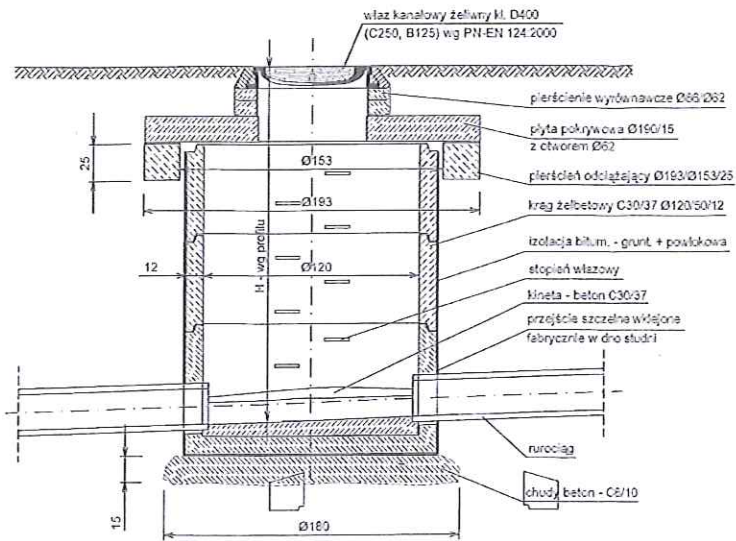 właz kanałowy żeliwny kl. D400
(C250, B125) wg PN-EN 124:2000
pierścienie wyrównawcze Ø86/Ø62
płyta pokrywowa Ø190/15
z otworem Ø62
pierścień odciążający Ø193/Ø153/25
krąg żelbetowy C30/37 Ø120/50/12
izolacja bitum. - grunt. + powłokowa
stopień włazowy
kineta - beton C30/37
przejście szczelne wklejone
fabrycznie w dno studni
rurociąg
chudy beton - C8/10
25
Ø153
Ø193
12
Ø120
H - wg profilu
15
Ø180